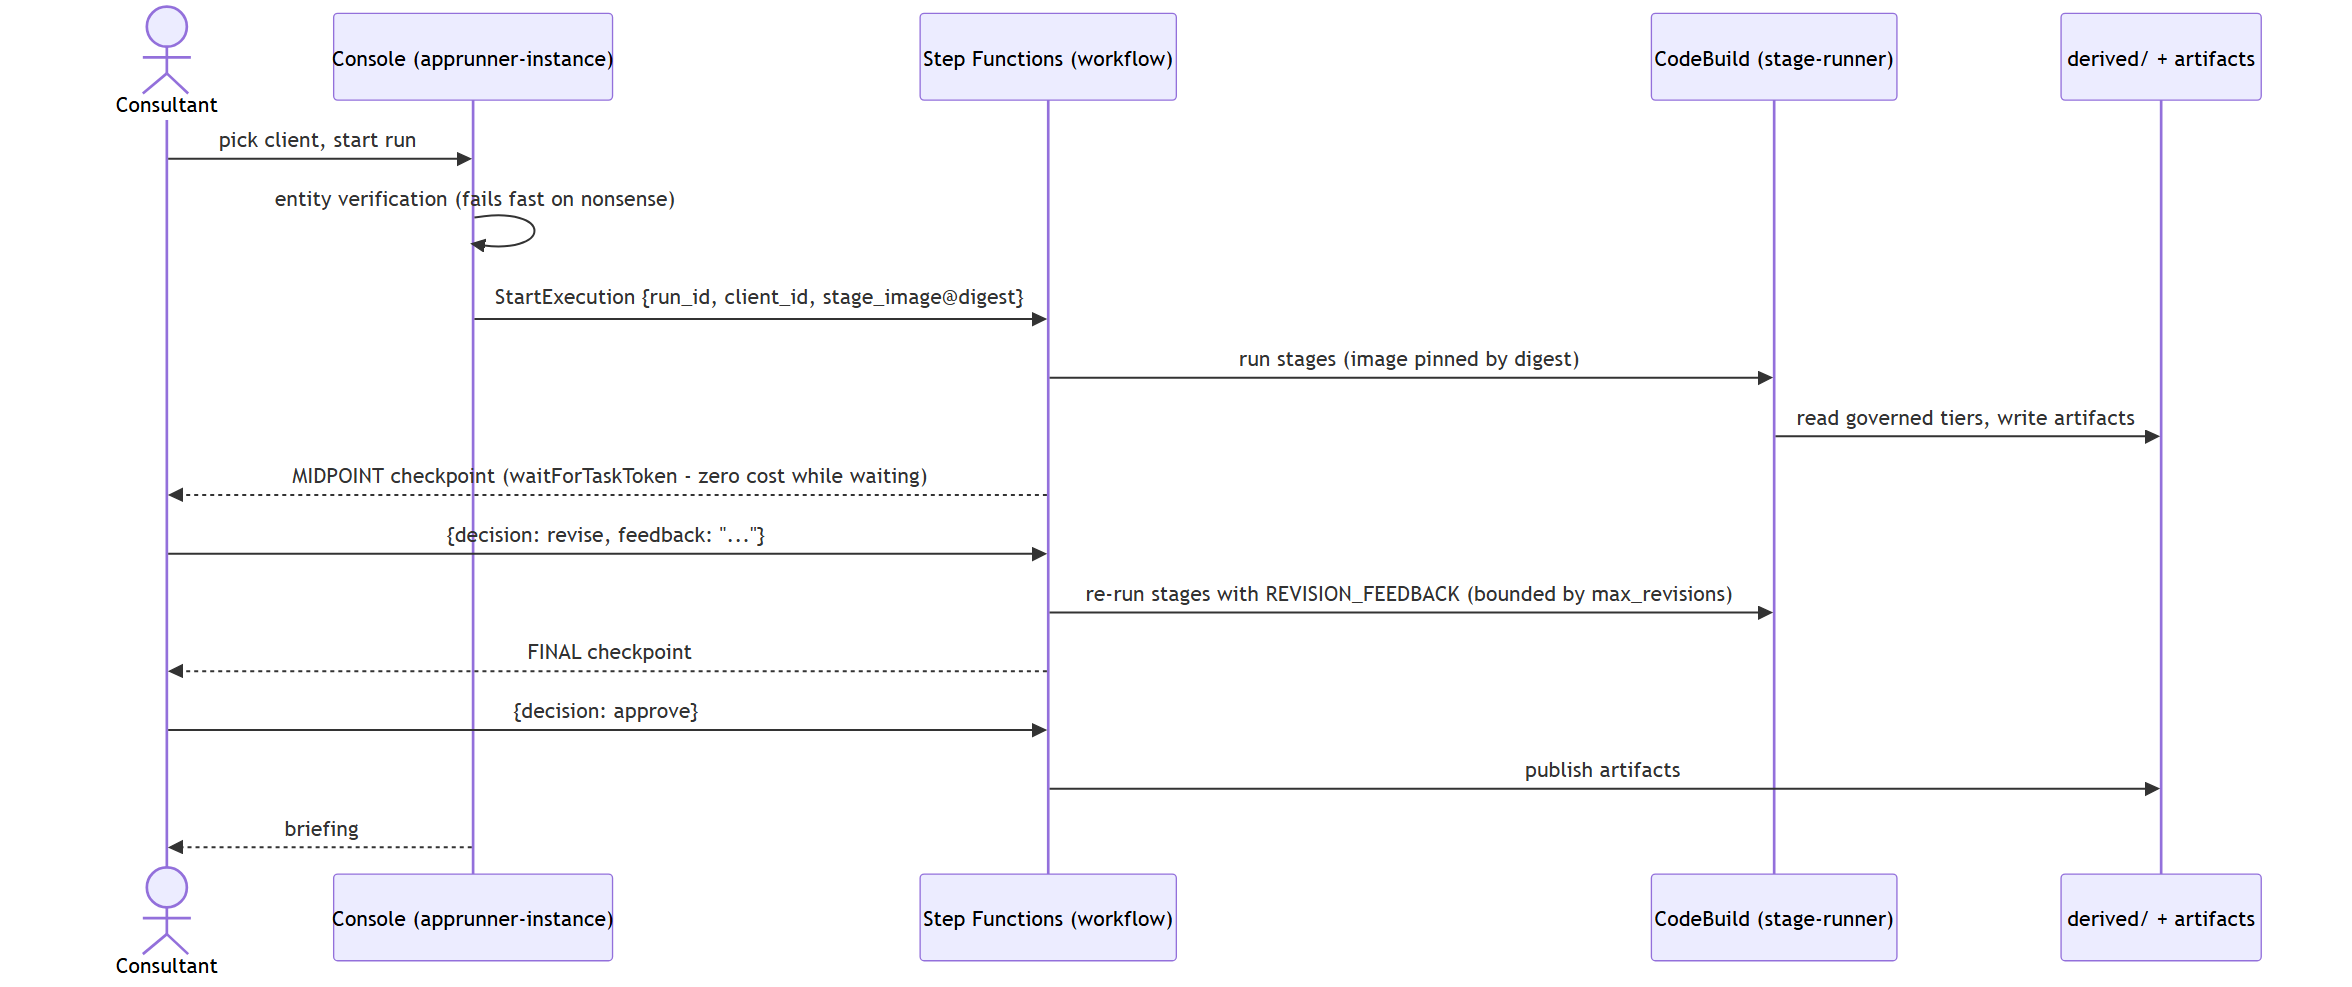 Console (apprunner-instance)
Step Functions (workflow)
CodeBuild (stage-runner)
derived/ + artifacts
Consultant
pick client, start run
entity verification (fails fast on nonsense)
StartExecution {run_id, client_id, stage_image@digest}
run stages (image pinned by digest)
read governed tiers, write artifacts
MIDPOINT checkpoint (waitForTaskToken - zero cost while waiting)
{decision: revise, feedback: "..."}
re-run stages with REVISION_FEEDBACK (bounded by max_revisions)
FINAL checkpoint
{decision: approve}
publish artifacts
briefing
Console (apprunner-instance)
Step Functions (workflow)
CodeBuild (stage-runner)
derived/ + artifacts
Consultant